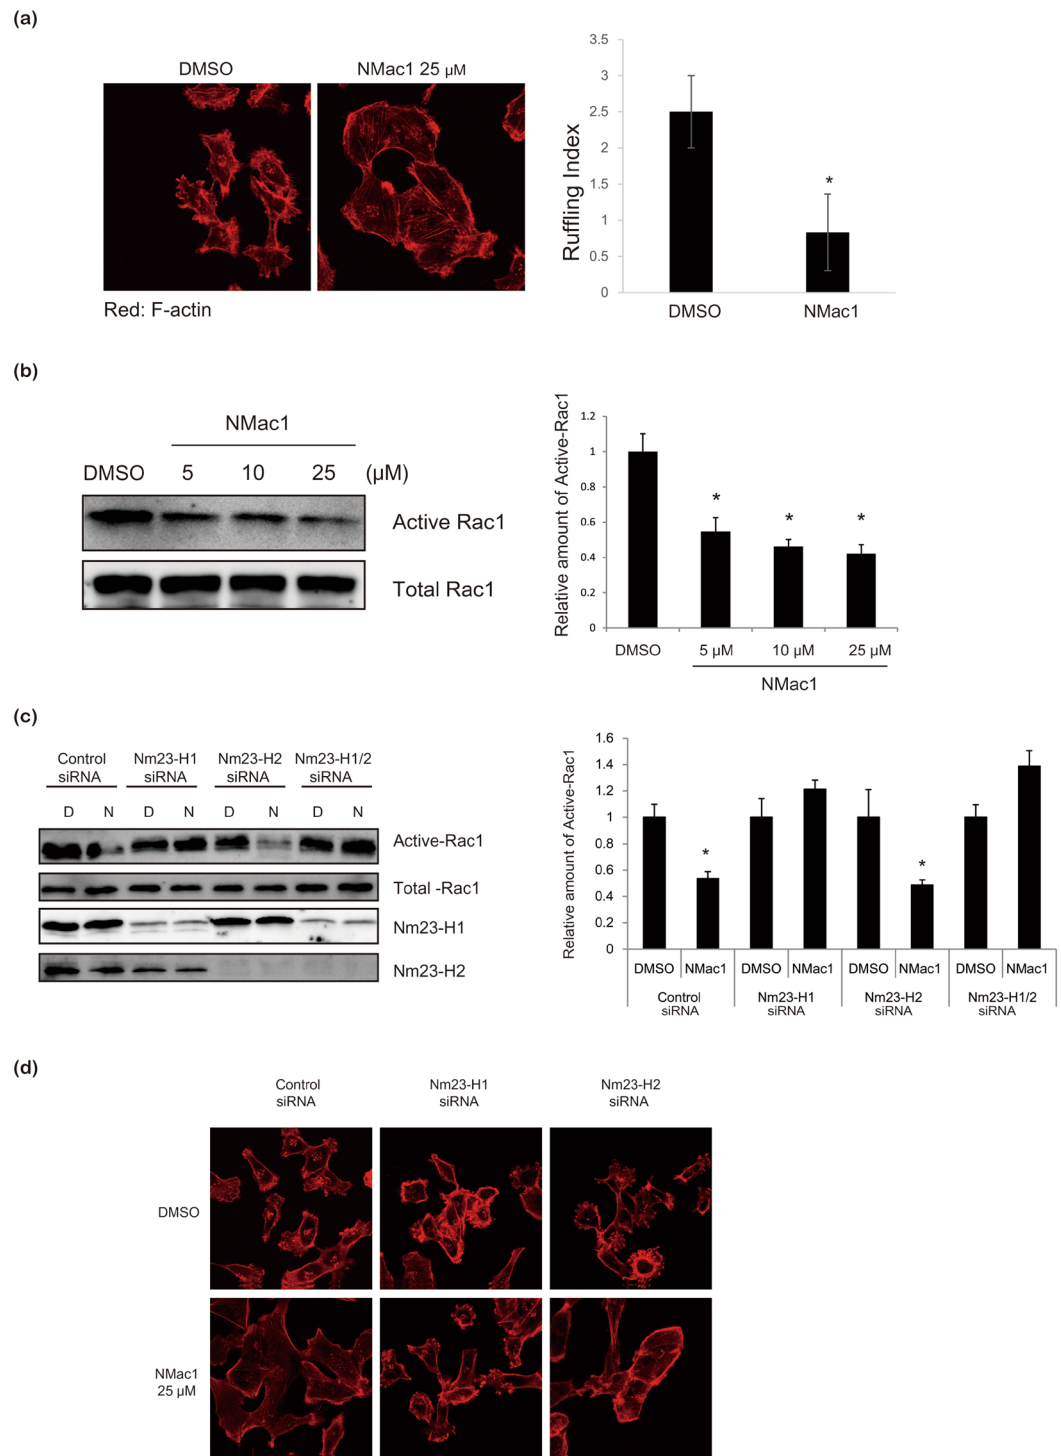 (a)
DMSO
NMac1 25 µM
Red: F-actin
Ruffling Index
3.5
3
2.5
2
1.5
1
0.5
0
*
DMSO
NMac1
(b)
NMac1
DMSO
5
10
25
(µM)
Active Rac1
Total Rac1
Relative amount of Active-Rac1
1.2
1
0.8
0.6
0.4
0.2
0
*
*
*
DMSO
5 µM
10 µM
25 µM
NMac1
(c)
Control siRNA
Nm23-H1 siRNA
Nm23-H2 siRNA
Nm23-H1/2 siRNA
D N D N D N D N
Active-Rac1
Total -Rac1
Nm23-H1
Nm23-H2
Relative amount of Active-Rac1
1.6
1.4
1.2
1
0.8
0.6
0.4
0.2
0
*
*
DMSO NMac1 DMSO NMac1 DMSO NMac1 DMSO NMac1
Control siRNA
Nm23-H1 siRNA
Nm23-H2 siRNA
Nm23-H1/2 siRNA
(d)
Control siRNA
Nm23-H1 siRNA
Nm23-H2 siRNA
DMSO
NMac1
25 µM